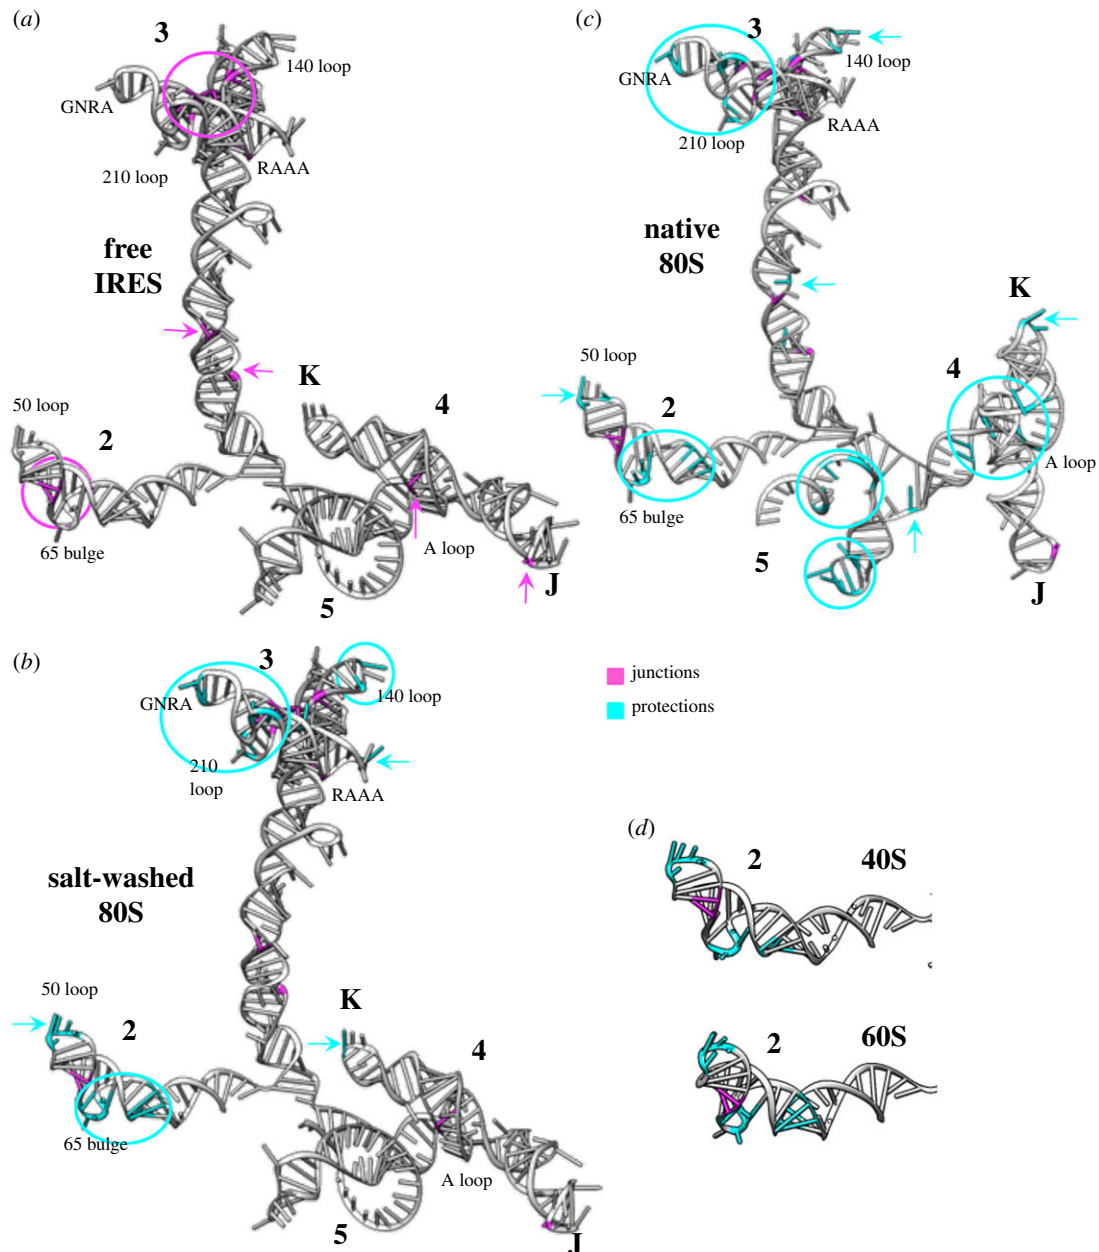 (a)
3
140 loop
GNRA
210 loop
RAAA
free
IRES
K
50 loop
2
4
65 bulge
A loop
5
J
(c)
3
GNRA
140 loop
210 loop
RAAA
native
80S
K
50 loop
2
4
65 bulge
A loop
5
J
(b)
3
GNRA
140 loop
210
loop
RAAA
salt-washed
80S
50 loop
2
K
4
65 bulge
A loop
5
J
junctions
protections
(d)
2
40S
2
60S